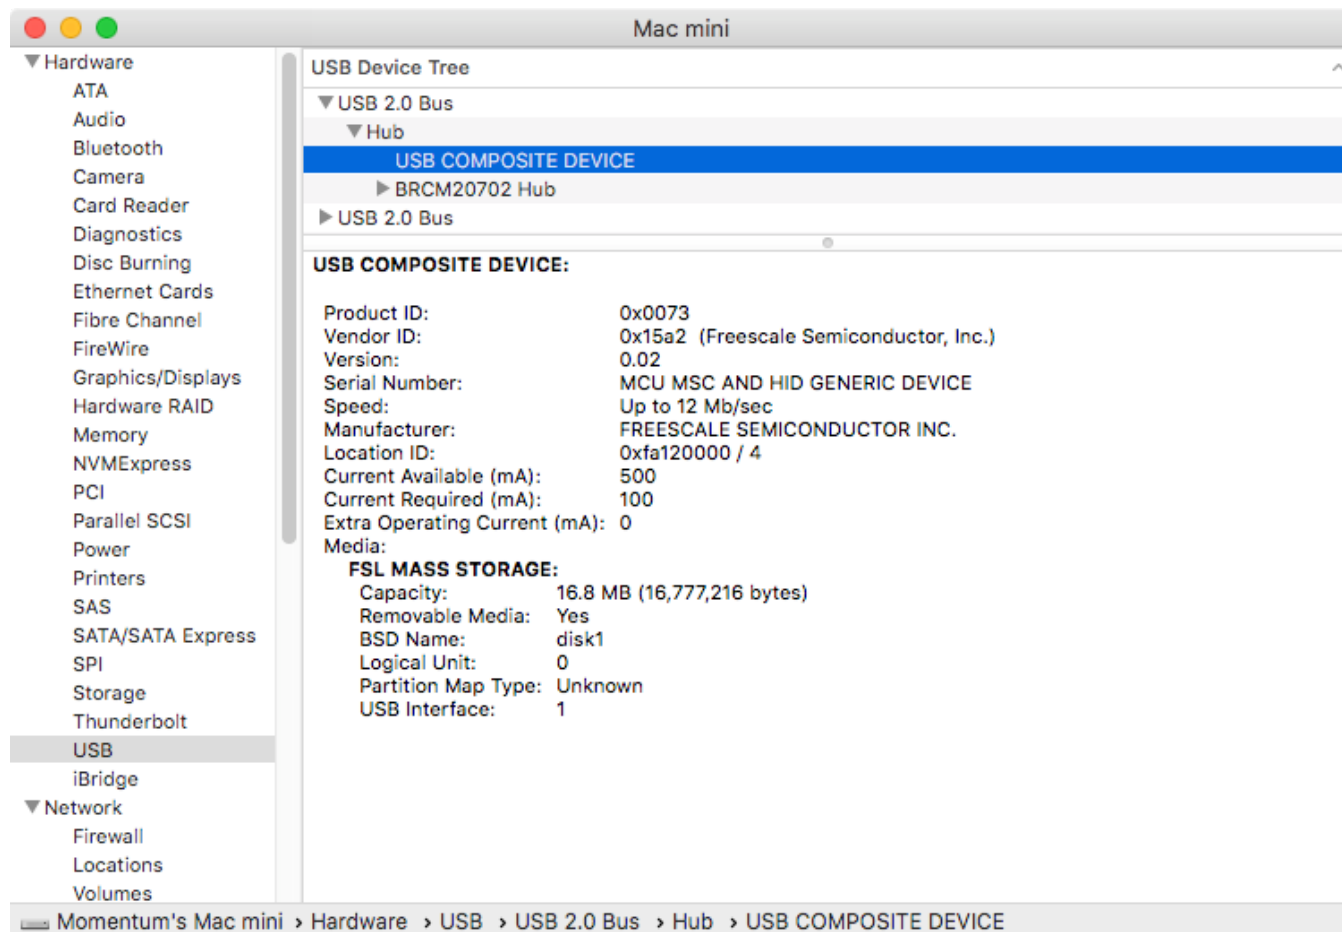 Mac mini
Hardware
ATA
Audio
Bluetooth
Camera
Card Reader
Diagnostics
Disc Burning
Ethernet Cards
Fibre Channel
FireWire
Graphics/Displays
Hardware RAID
Memory
NVMExpress
PCI
Parallel SCSI
Power
Printers
SAS
SATA/SATA Express
SPI
Storage
Thunderbolt
USB
iBridge
Network
Firewall
Locations
Volumes
USB Device Tree
USB 2.0 Bus
Hub
USB COMPOSITE DEVICE
BRCM20702 Hub
USB 2.0 Bus
USB COMPOSITE DEVICE:
Product ID: 0x0073
Vendor ID: 0x15a2 (Freescale Semiconductor, Inc.)
Version: 0.02
Serial Number: MCU MSC AND HID GENERIC DEVICE
Speed: Up to 12 Mb/sec
Manufacturer: FREESCALE SEMICONDUCTOR INC.
Location ID: 0xfa120000 / 4
Current Available (mA): 500
Current Required (mA): 100
Extra Operating Current (mA): 0
Media:
FSL MASS STORAGE:
Capacity: 16.8 MB (16,777,216 bytes)
Removable Media: Yes
BSD Name: disk1
Logical Unit: 0
Partition Map Type: Unknown
USB Interface: 1
Momentum's Mac mini › Hardware › USB › USB 2.0 Bus › Hub › USB COMPOSITE DEVICE